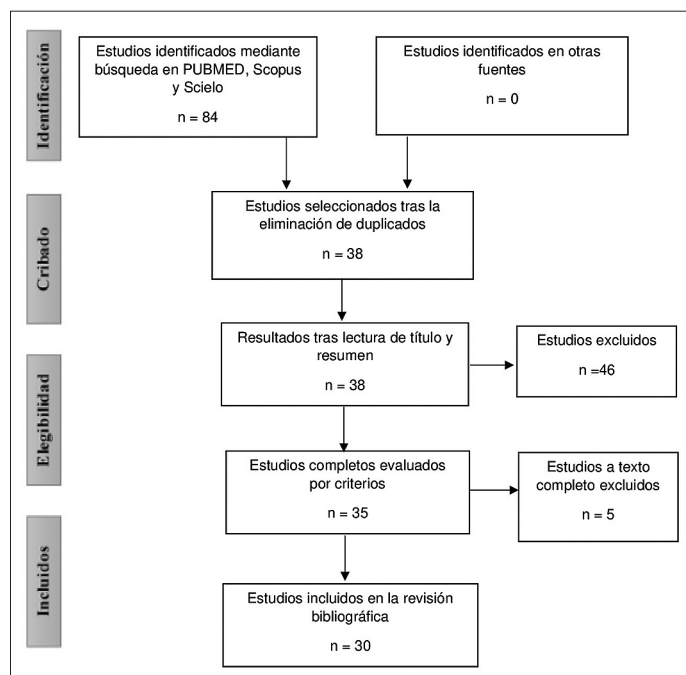 Identificación
Estudios identificados mediante
búsqueda en PUBMED, Scopus
y Scielo
n = 84
Estudios identificados en otras
fuentes
n = 0
Cribado
Estudios seleccionados tras la
eliminación de duplicados
n = 38
Resultados tras lectura de título y
resumen
n = 38
Estudios excluidos
n =46
Elegibilidad
Estudios completos evaluados
por criterios
n = 35
Estudios a texto
completo excluidos
n = 5
Incluidos
Estudios incluidos en la revisión
bibliográfica
n = 30